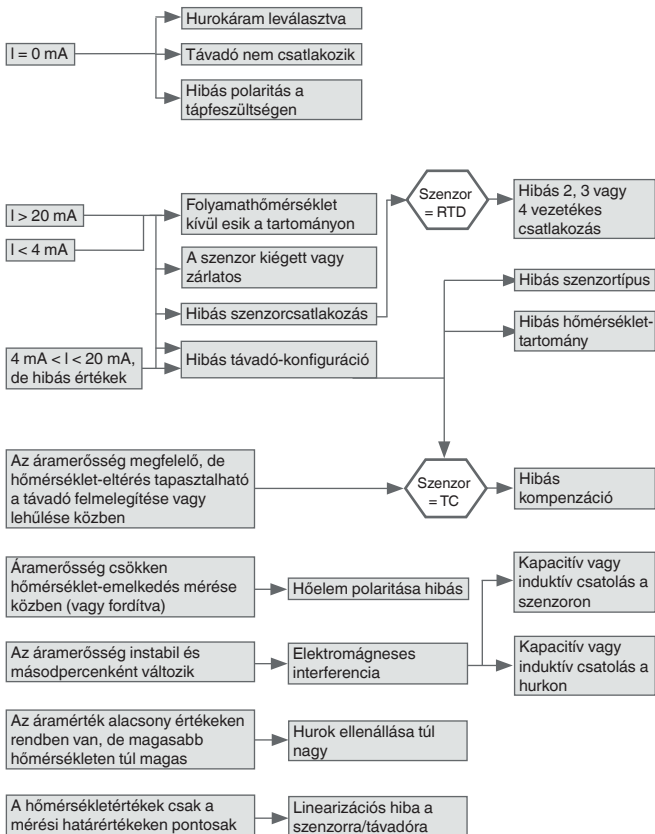 I = 0 mA
Hurokáram leválasztva
Távadó nem csatlakozik
Hibás polaritás a
tápfeszültségen
I > 20 mA
I < 4 mA
4 mA < I < 20 mA,
de hibás értékek
Folyamathőmérséklet
kívül esik a tartományon
A szenzor kiégett vagy
zárlatos
Hibás szenzorcsatlakozás
Hibás távadó-konfiguráció
Szenzor
= RTD
Hibás 2, 3 vagy
4 vezetékes
csatlakozás
Hibás szenzortípus
Hibás hőmérséklet-
tartomány
Az áramerősség megfelelő, de
hőmérséklet-eltérés tapasztalható
a távadó felmelegítése vagy
lehűlése közben
Szenzor
= TC
Hibás
kompenzáció
Áramerősség csökken
hőmérséklet-emelkedés mérése
közben (vagy fordítva)
Hőelem polaritása hibás
Az áramerősség instabil és
másodpercenként változik
Elektromágneses
interferencia
Kapacitív vagy
induktív csatolás a
szenzoron
Kapacitív vagy
induktív csatolás a
hurkon
Az áramérték alacsony értékeken
rendben van, de magasabb
hőmérsékleten túl magas
Hurok ellenállása túl
nagy
A hőmérsékletértékek csak a
mérési határértékeken pontosak
Linearizációs hiba a
szenzorra/távadóra